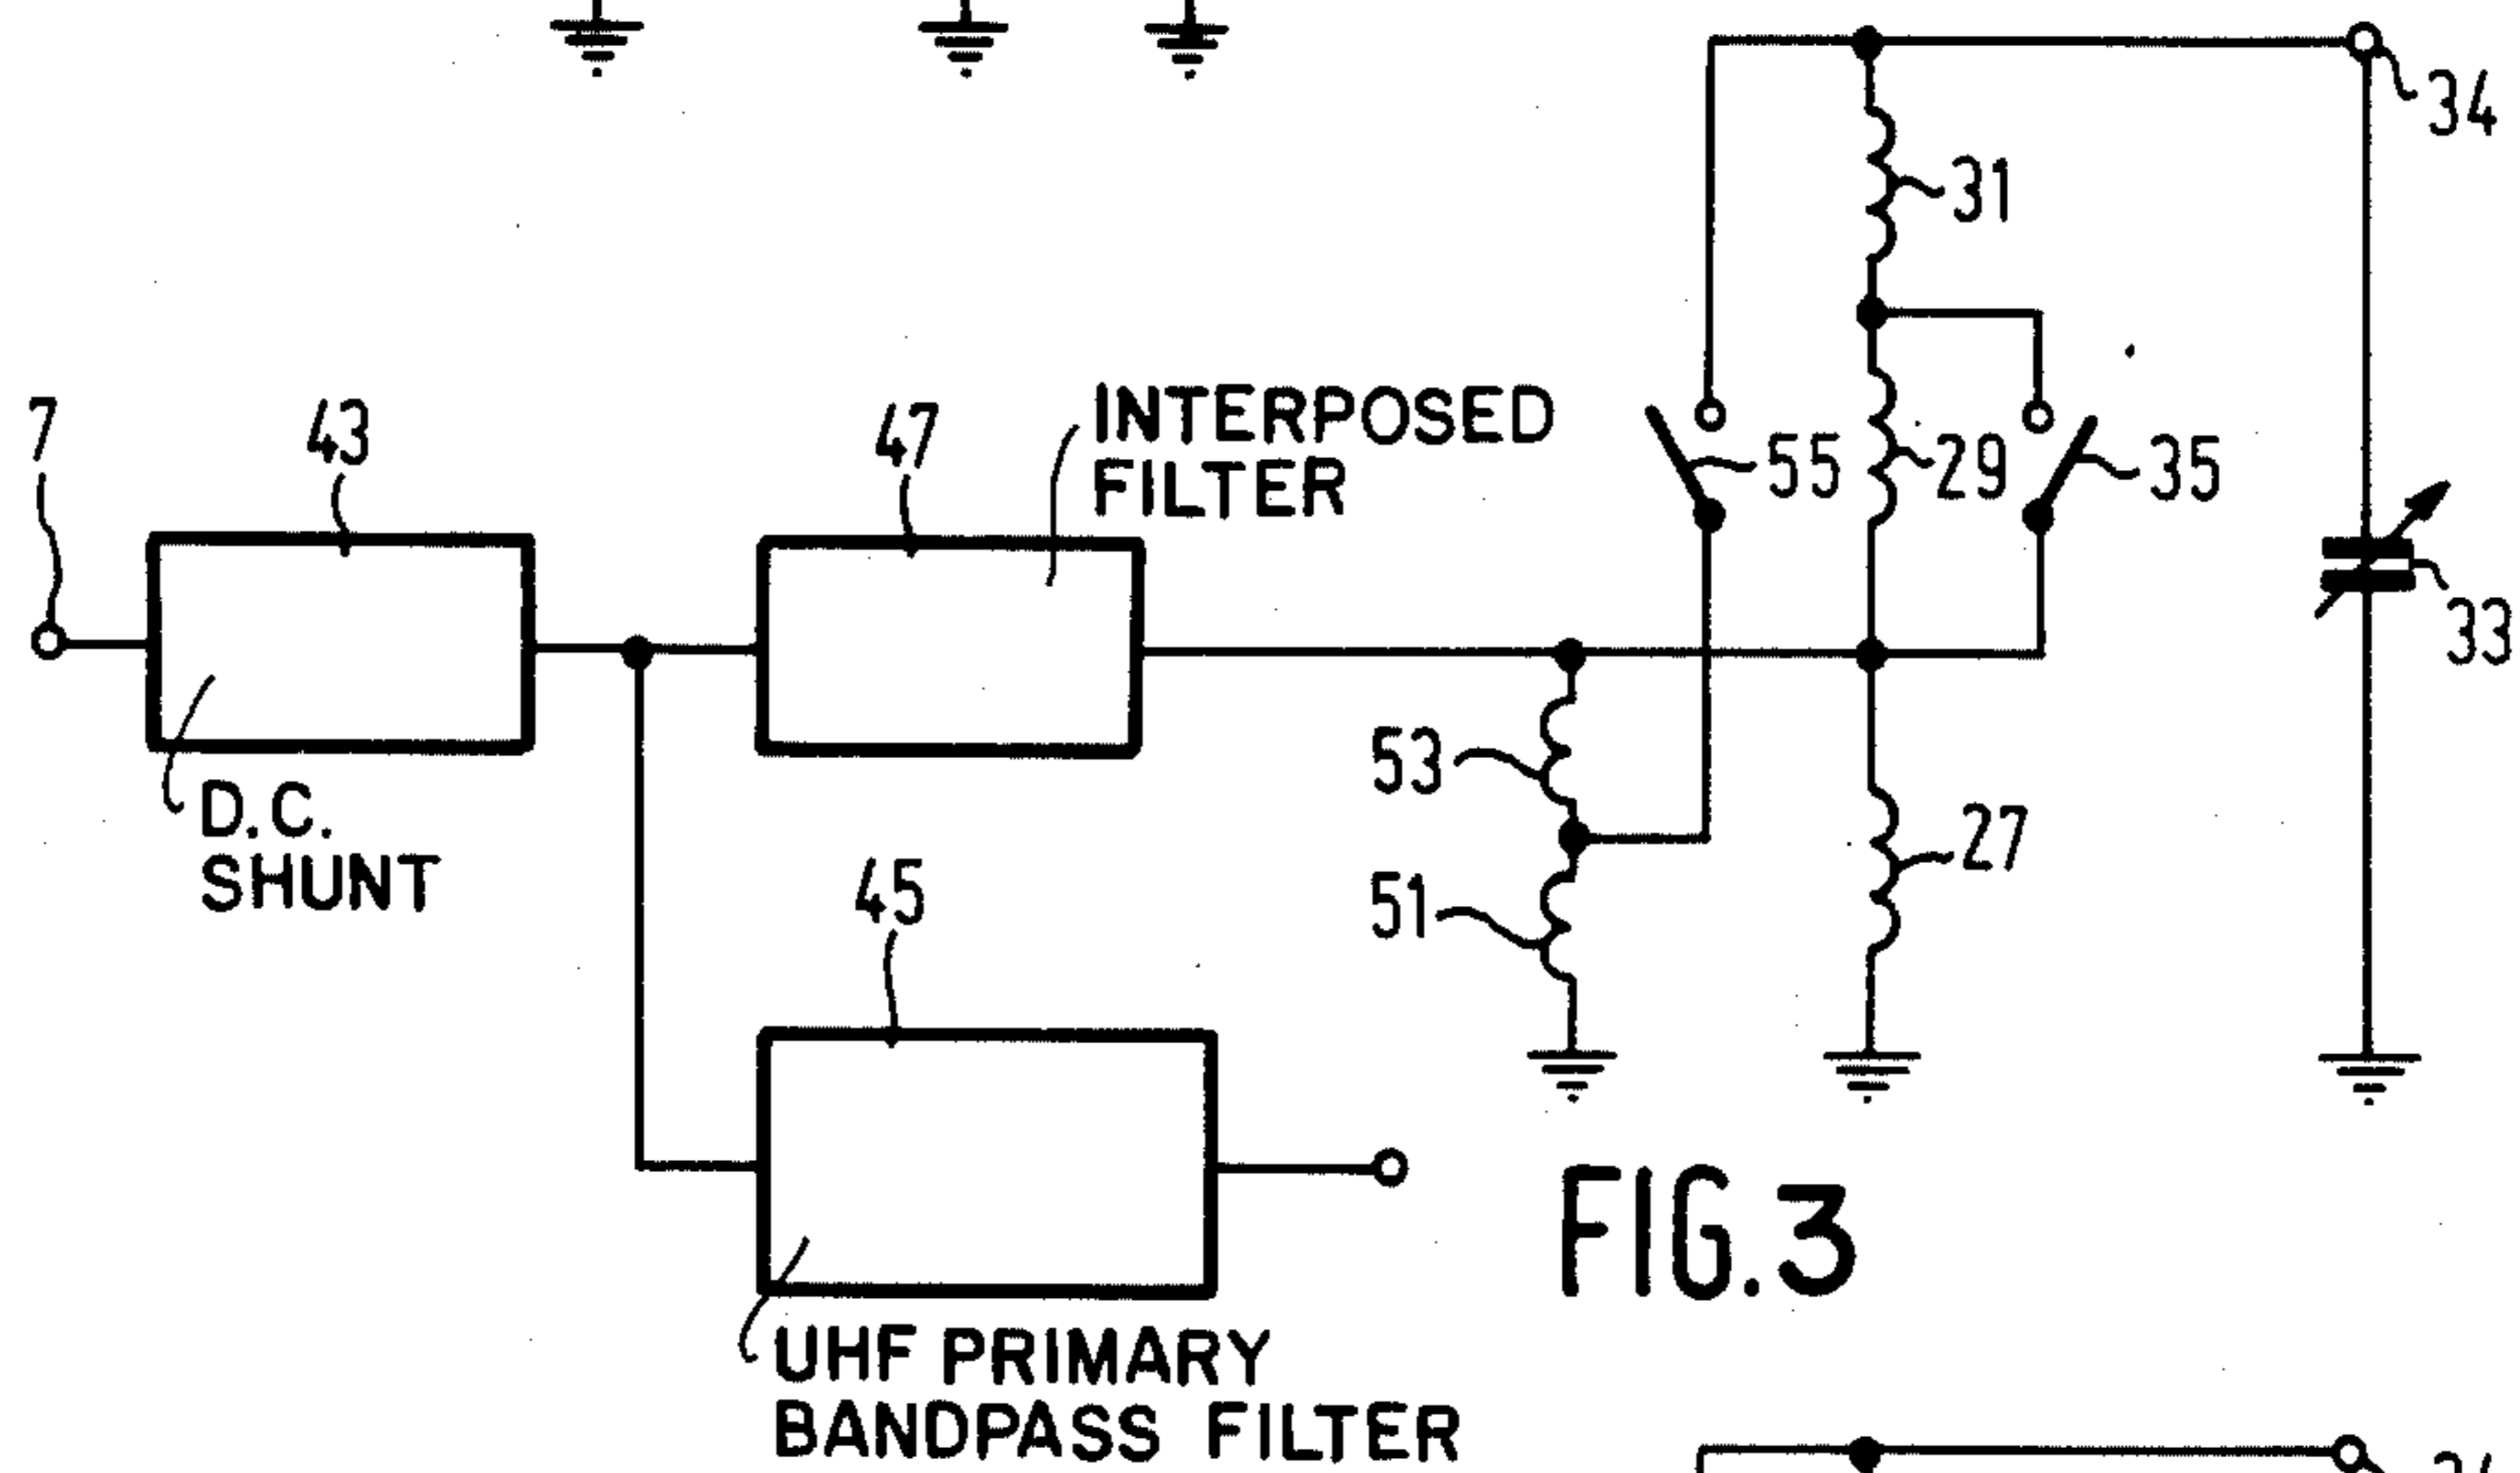 34
31
7
43
47
INTERPOSED
FILTER
55
29
35
33
53
D.C.
SHUNT
27
45
51
FIG.3
UHF PRIMARY
BANDPASS FILTER